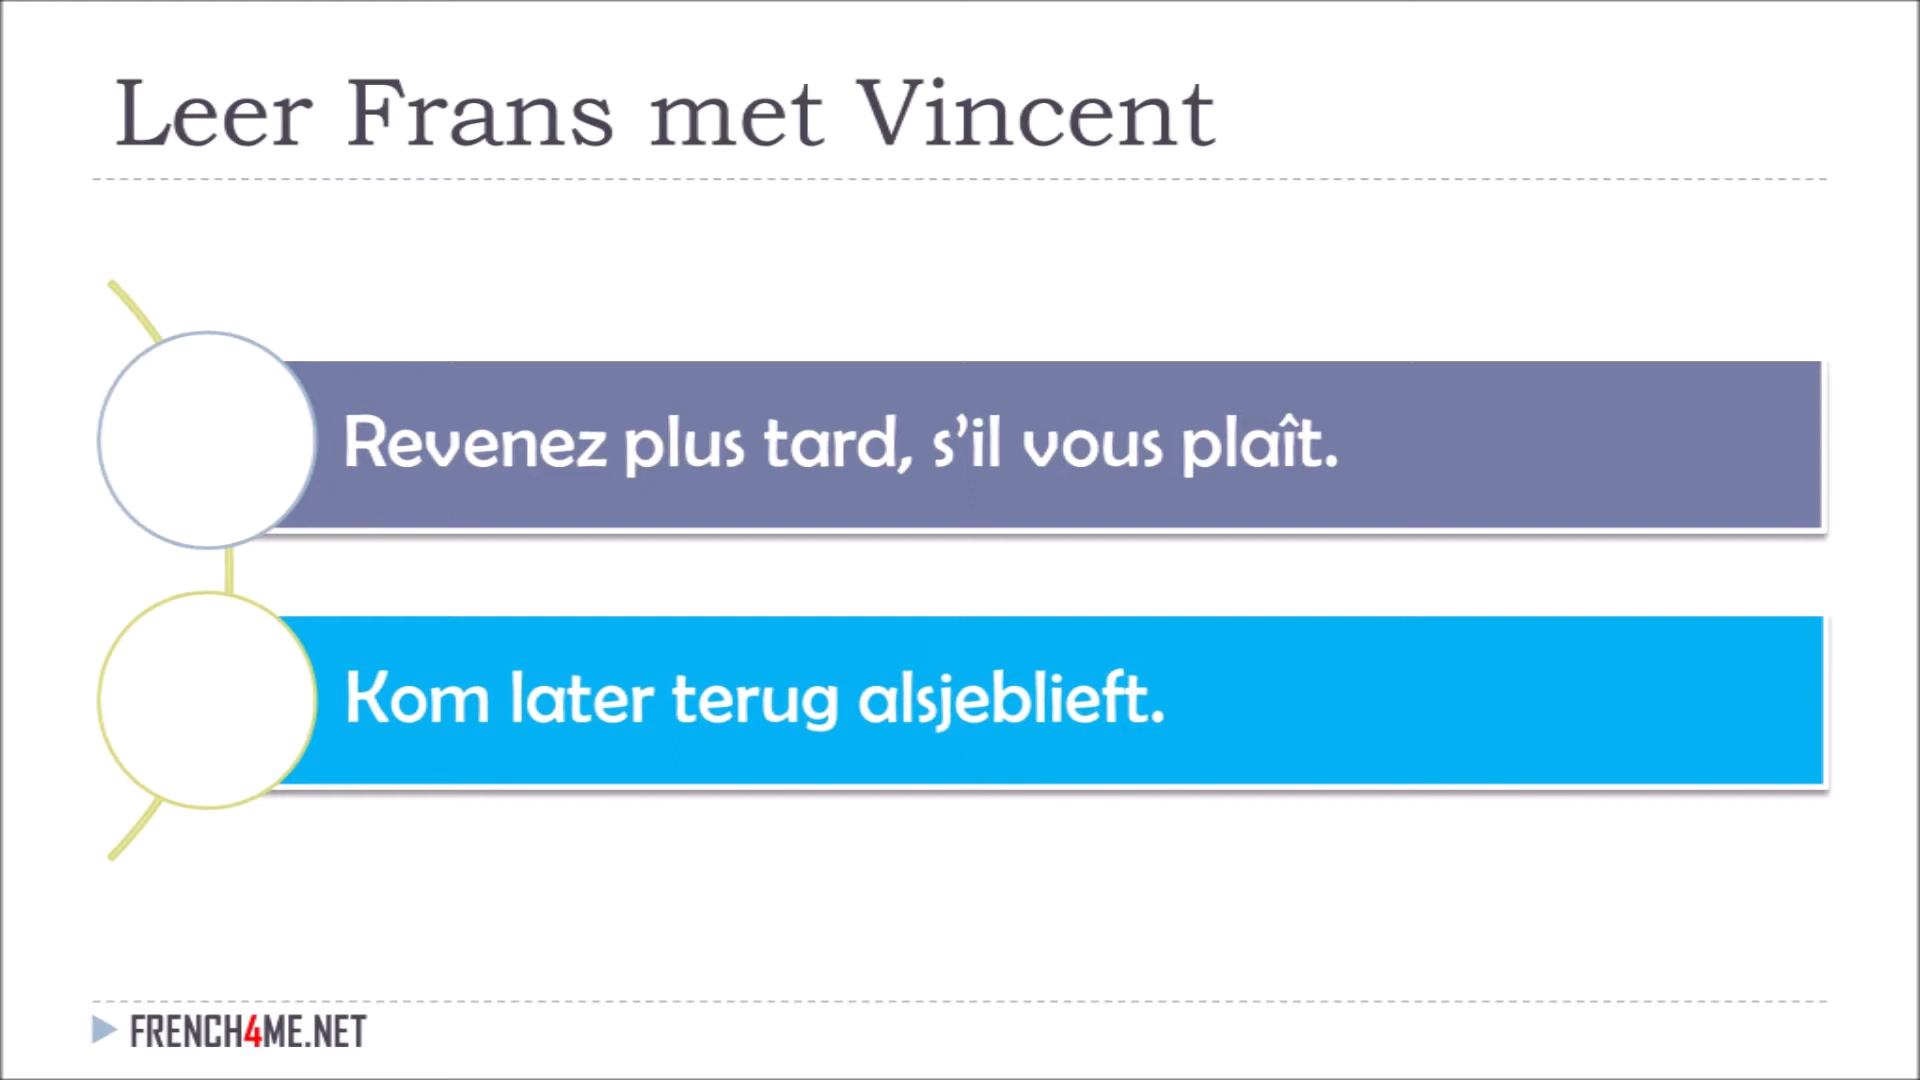 Leer Frans met Vincent
Revenez plus tard, s’il vous plaît.
Kom later terug alsjeblieft.
FRENCH4ME.NET